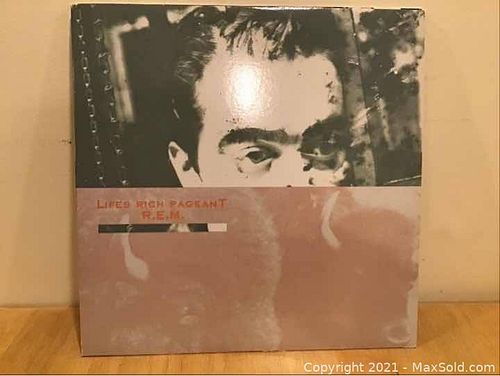 LIFES RICH PAGEANT
R.E.M.
Copyright 2021 - MaxSold.com